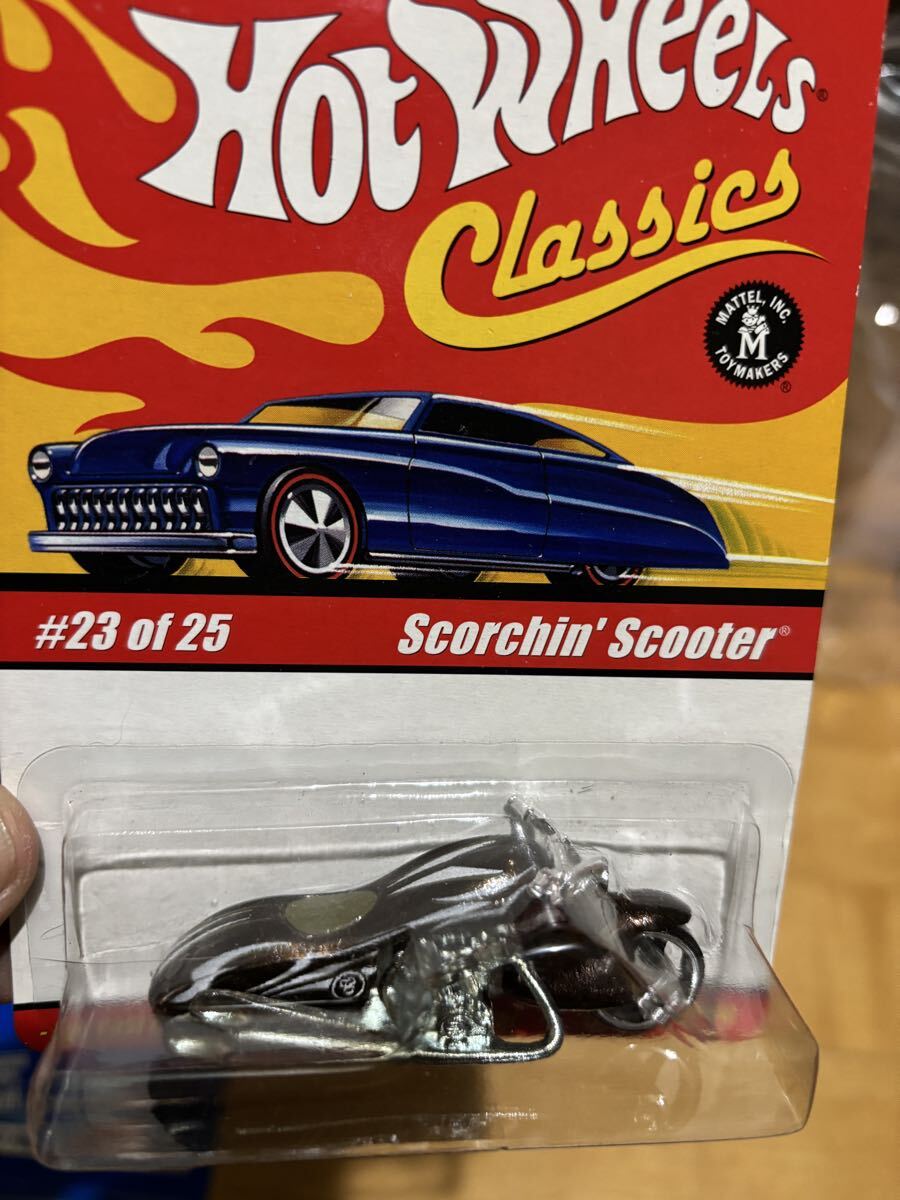 Hot Wheels®
Classics
MATTEL, INC.
M
TOYMAKERS
®
#23 of 25
Scorchin' Scooter®